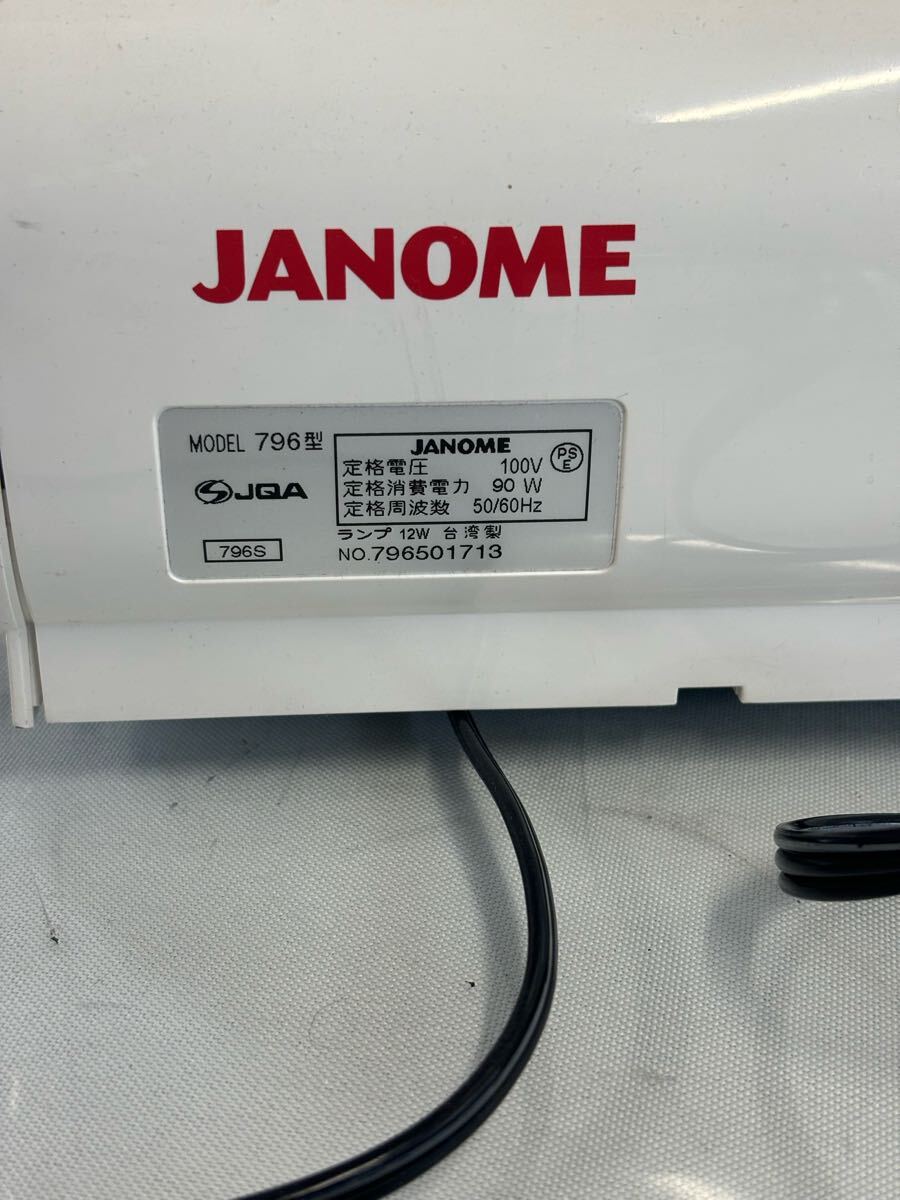 JANOME
MODEL 796型
JQA
796S
JANOME
定格電圧 100V
PS E
定格消費電力 90 W
定格周波数 50/60Hz
ランプ 12W 台湾製
NO.796501713